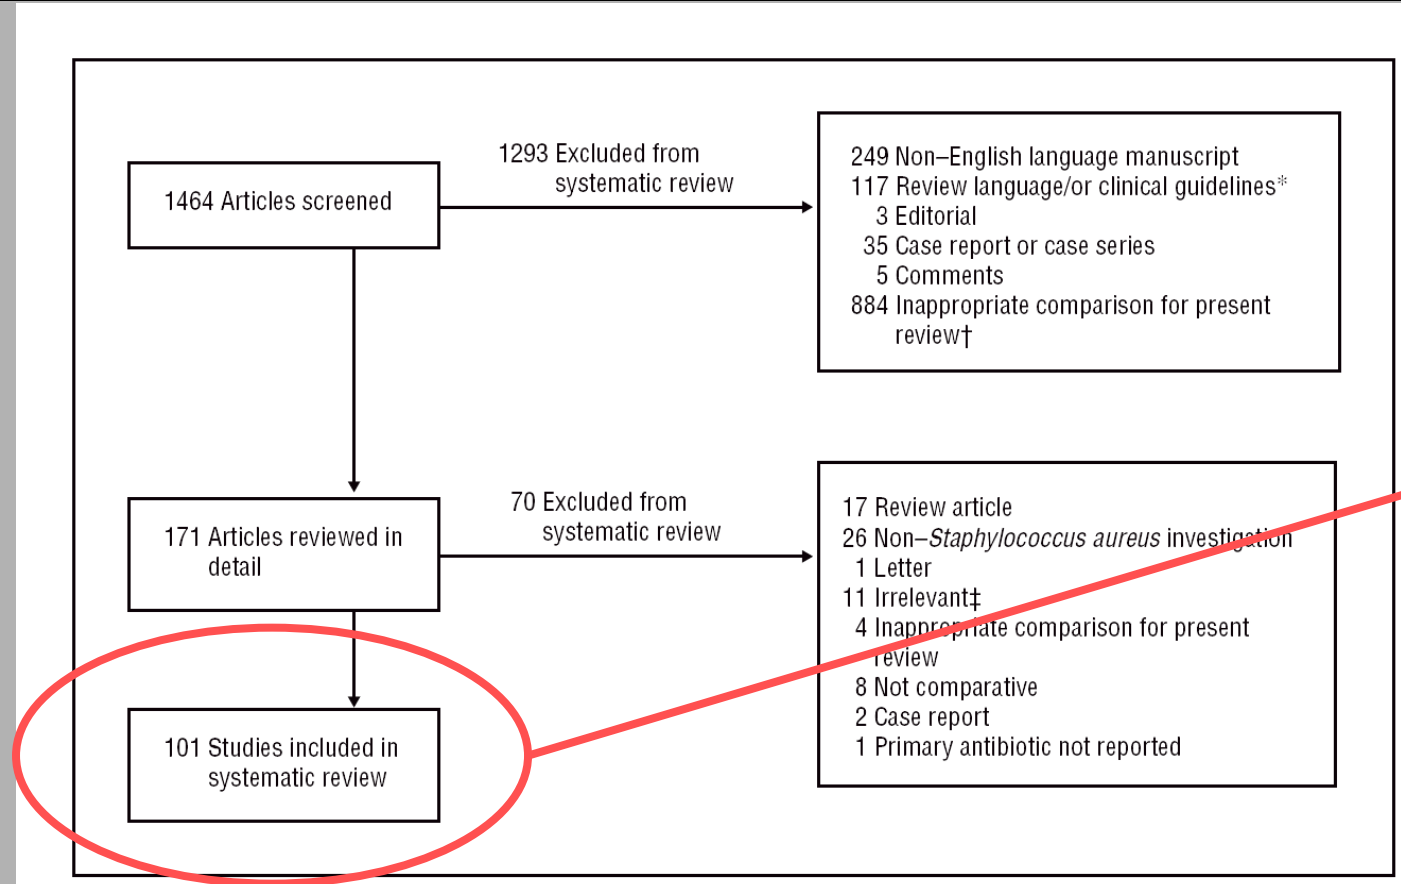 1464 Articles screened
1293 Excluded from
systematic review
249 Non–English language manuscript
117 Review language/or clinical guidelines*
3 Editorial
35 Case report or case series
5 Comments
884 Inappropriate comparison for present
review†
171 Articles reviewed in
detail
70 Excluded from
systematic review
17 Review article
26 Non–Staphylococcus aureus investigation
1 Letter
11 Irrelevant‡
4 Inappropriate comparison for present
review
8 Not comparative
2 Case report
1 Primary antibiotic not reported
101 Studies included in
systematic review